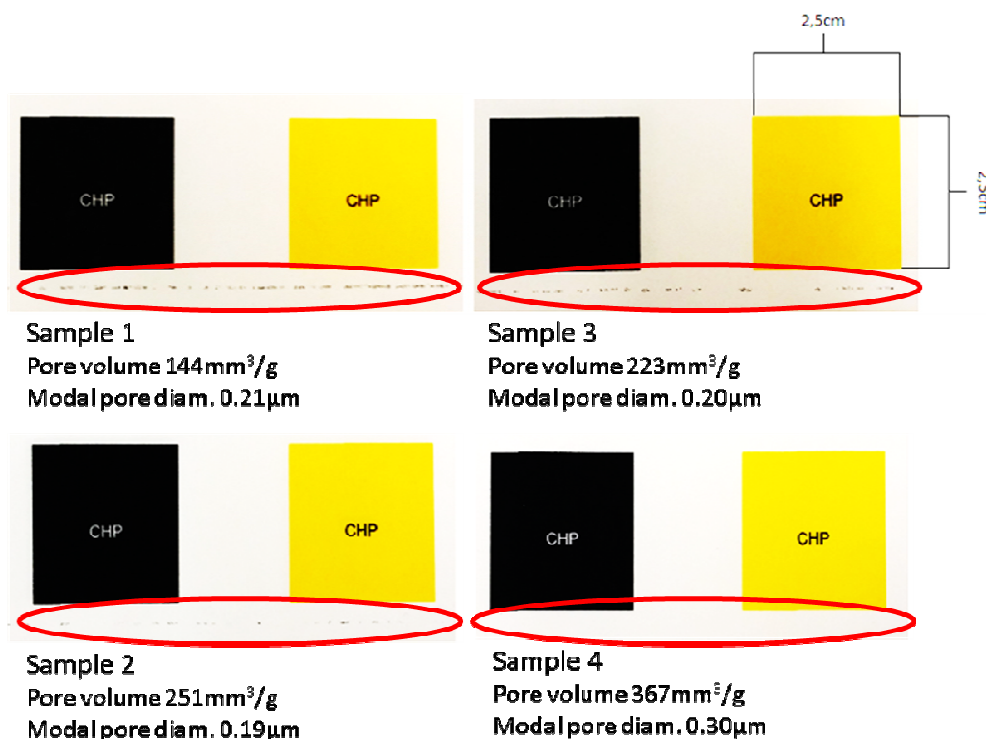 2,5cm
CHP
CHP
CHP
CHP
2,5cm
Sample 1
Pore volume 144mm³/g
Modal pore diam. 0.21µm
Sample 3
Pore volume 223mm³/g
Modal pore diam. 0.20µm
CHP
CHP
CHP
CHP
Sample 2
Pore volume 251mm³/g
Modal pore diam. 0.19µm
Sample 4
Pore volume 367mm³/g
Modal pore diam. 0.30µm